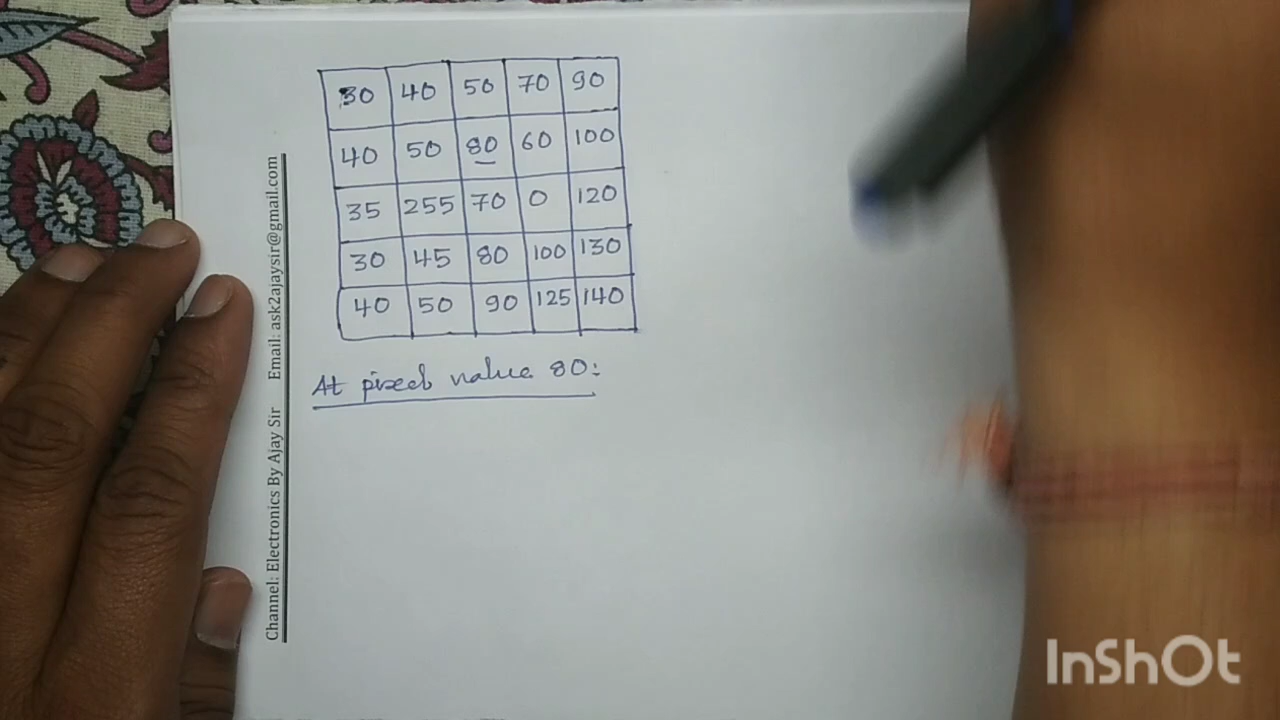 30 40 50 70 90
40 50 80 60 100
35 255 70 0 120
30 45 80 100 130
40 50 90 125 140
At pixel value 80:
Channel: Electronics By Ajay Sir Email: ask2ajaysir@gmail.com
InShOt